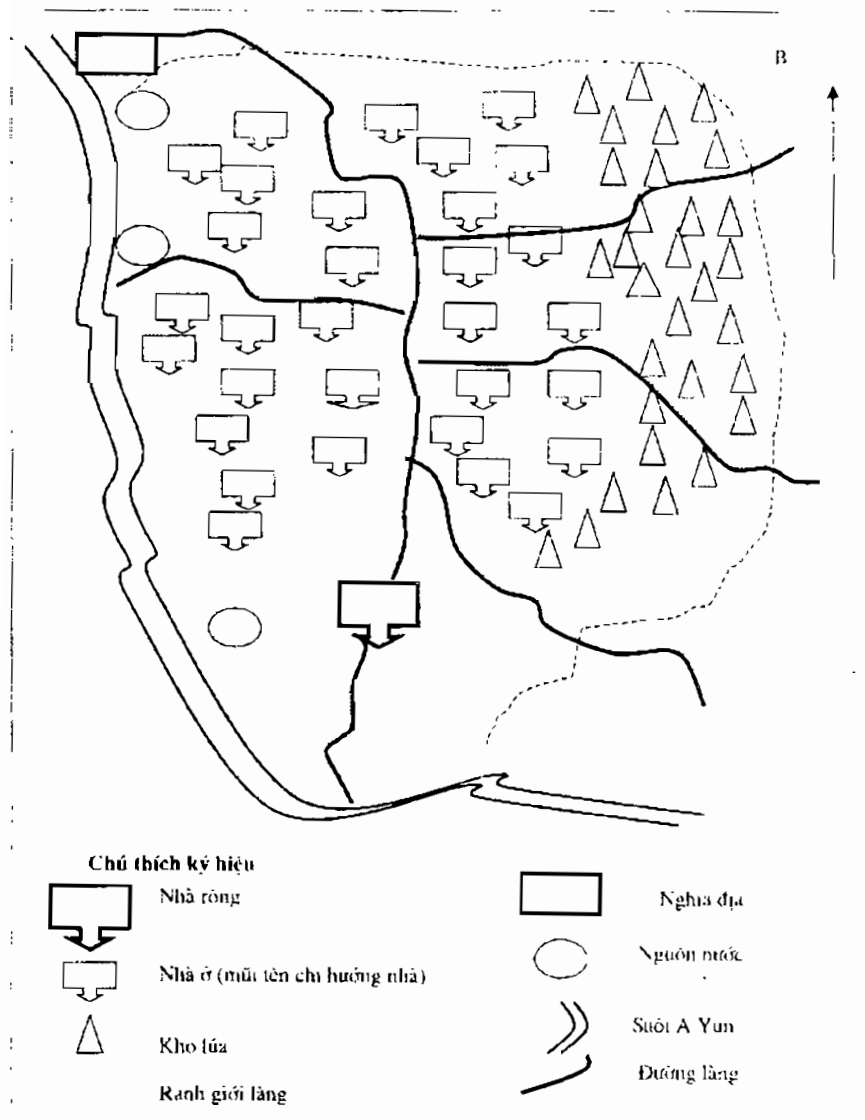 B
Chú thích ký hiệu
Nhà rông
Nhà ở (mũi tên chỉ hướng nhà)
Kho lúa
Ranh giới làng
Nghĩa địa
Nguồn nước
Suối A Yun
Đường làng